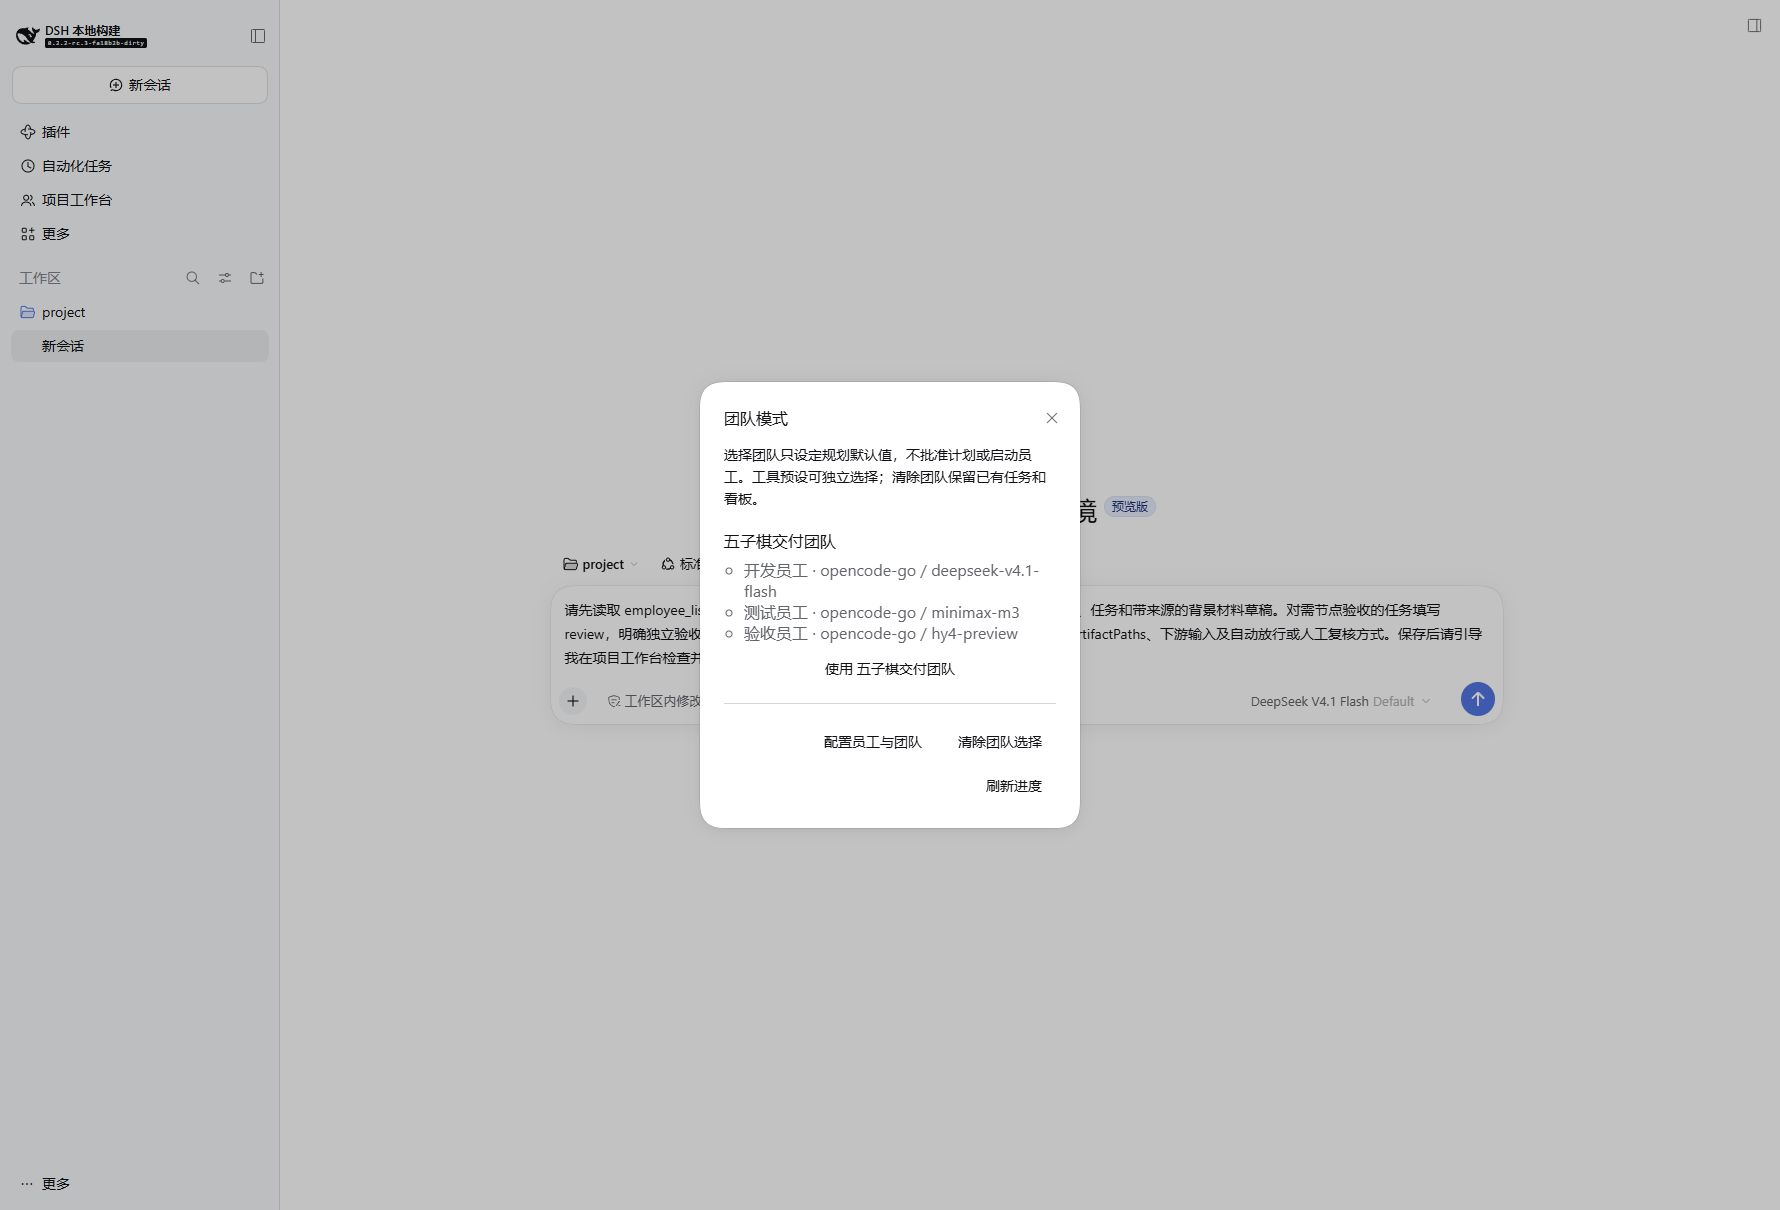 DSH 本地构建
新会话
插件
自动化任务
项目工作台
更多
工作区
project
新会话
更多
境 预览版
project
标准
请先读取 employee_lis
、任务和带来源的背景材料草稿。对需节点验收的任务填写
review，明确独立验收
rtifactPaths、下游输入及自动放行或人工复核方式。保存后请引导
我在项目工作台检查并
工作区内修改
DeepSeek V4.1 Flash Default
团队模式
选择团队只设定规划默认值，不批准计划或启动员
工。工具预设可独立选择；清除团队保留已有任务和
看板。
五子棋交付团队
开发员工 · opencode-go / deepseek-v4.1-
flash
测试员工 · opencode-go / minimax-m3
验收员工 · opencode-go / hy4-preview
使用 五子棋交付团队
配置员工与团队
清除团队选择
刷新进度